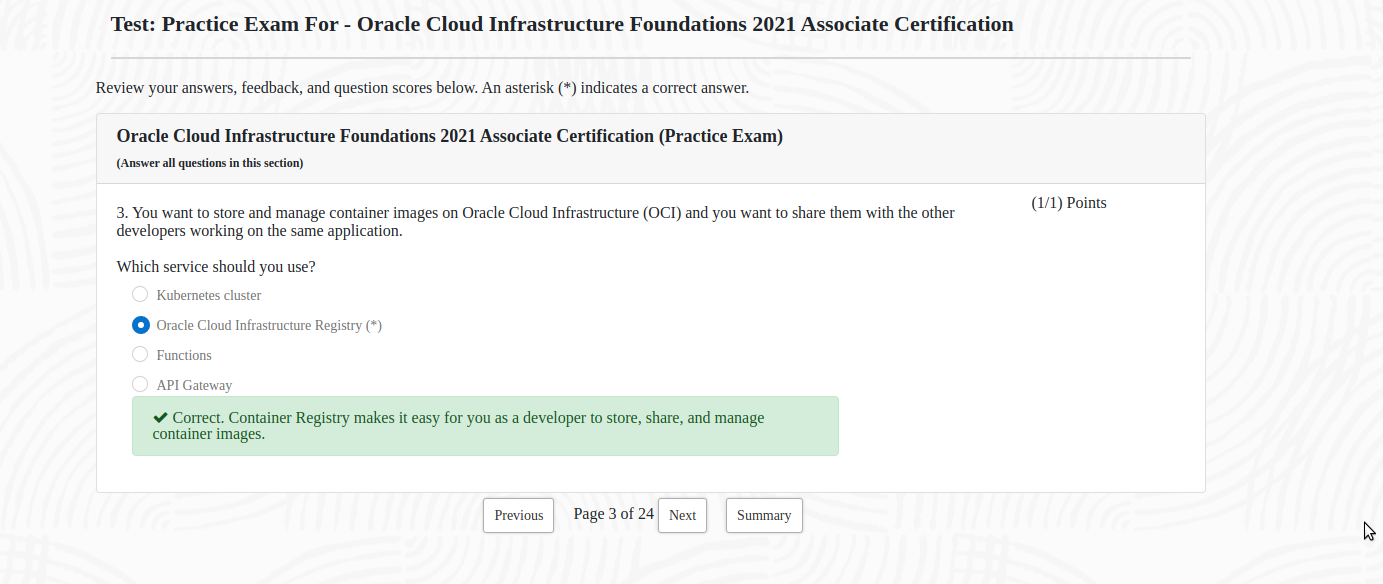 Test: Practice Exam For - Oracle Cloud Infrastructure Foundations 2021 Associate Certification
Review your answers, feedback, and question scores below. An asterisk (*) indicates a correct answer.
Oracle Cloud Infrastructure Foundations 2021 Associate Certification (Practice Exam)
(Answer all questions in this section)
3. You want to store and manage container images on Oracle Cloud Infrastructure (OCI) and you want to share them with the other
(1/1) Points
developers working on the same application.
Which service should you use?
Kubernetes cluster
Oracle Cloud Infrastructure Registry (*)
Functions
API Gateway
Correct. Container Registry makes it easy for you as a developer to store, share, and manage
container images.
Previous Page 3 of 24 Next Summary